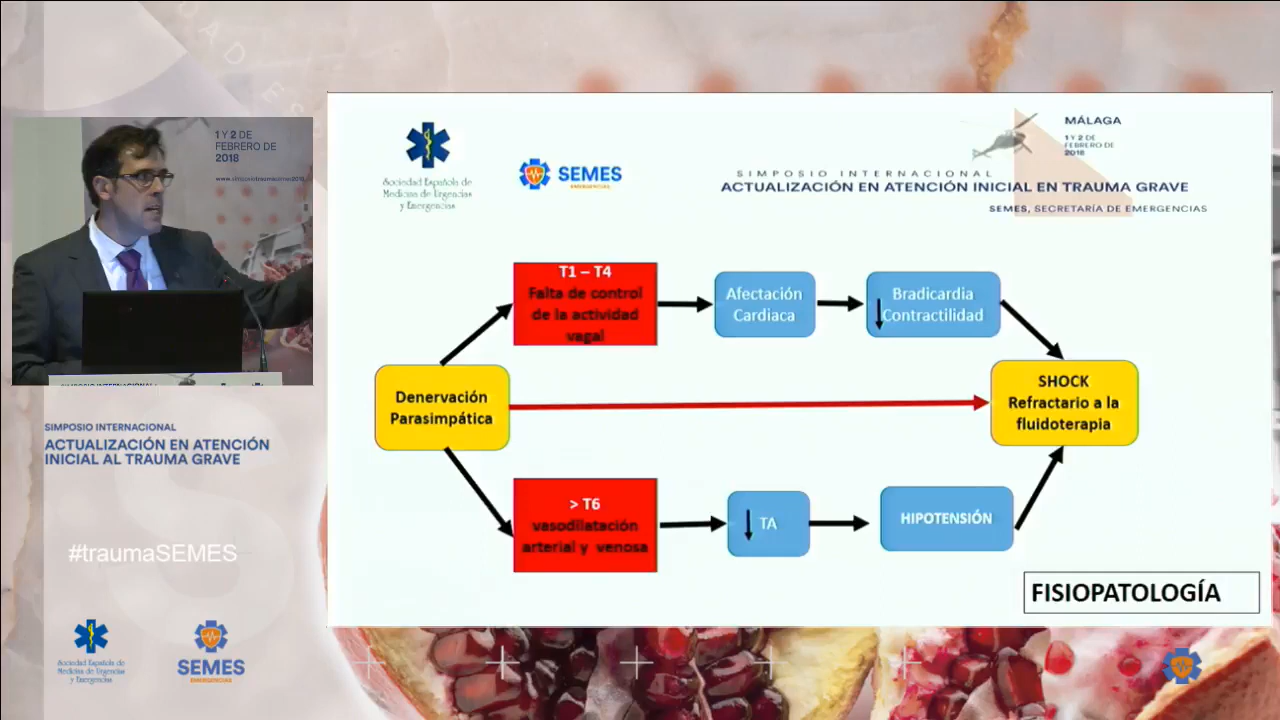 1 Y 2 DE
FEBRERO DE
2018
SIMPOSIO INTERNACIONAL
SIMPOSIO INTERNACIONAL
ACTUALIZACIÓN EN ATENCIÓN
INICIAL AL TRAUMA GRAVE
#traumaSEMES
Sociedad Española de
Medicina de Urgencias
y Emergencias
SEMES
EMERGENCIAS
Sociedad Española de
Medicina de Urgencias
y Emergencias
SEMES
EMERGENCIAS
MÁLAGA
1 Y 2 DE
FEBRERO DE
2018
SIMPOSIO INTERNACIONAL
ACTUALIZACIÓN EN ATENCIÓN INICIAL EN TRAUMA GRAVE
SEMES, SECRETARÍA DE EMERGENCIAS
T1 – T4
Falta de control
de la actividad
vagal
Afectación
Cardiaca
Bradicardia
Contractilidad
Denervación
Parasimpática
SHOCK
Refractario a la
fluidoterapia
> T6
vasodilatación
arterial y venosa
TA
HIPOTENSIÓN
FISIOPATOLOGÍA